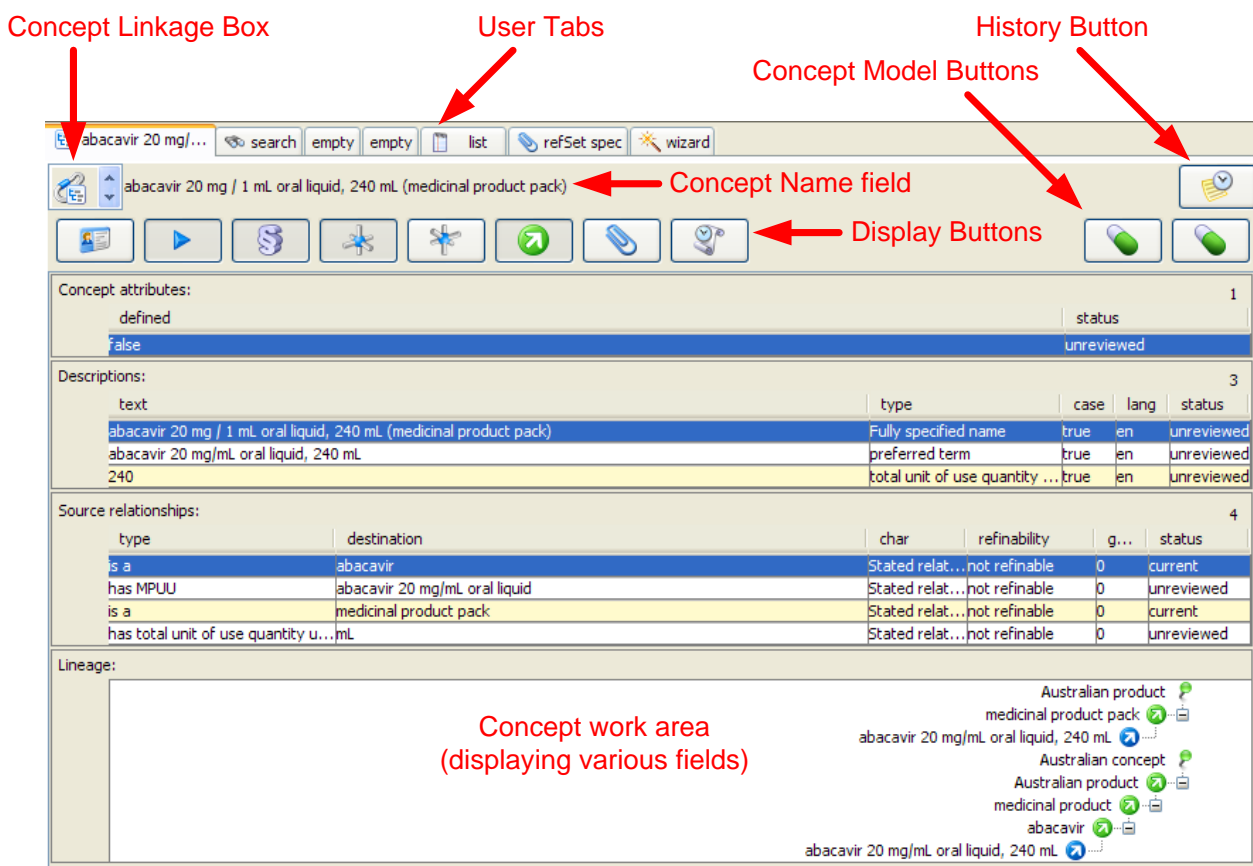 Concept Linkage Box User Tabs History Button
Concept Model Buttons
abacavir 20 mg/... search empty empty list refSet spec wizard
abacavir 20 mg / 1 mL oral liquid, 240 mL (medicinal product pack) Concept Name field
Display Buttons
Concept attributes: 1
defined status
false unreviewed
Descriptions: 3
text type case lang status
abacavir 20 mg / 1 mL oral liquid, 240 mL (medicinal product pack) Fully specified name true en unreviewed
abacavir 20 mg/mL oral liquid, 240 mL preferred term true en unreviewed
240 total unit of use quantity ... true en unreviewed
Source relationships: 4
type destination char refinability g... status
is a abacavir Stated relat... not refinable 0 current
has MPUU abacavir 20 mg/mL oral liquid Stated relat... not refinable 0 unreviewed
is a medicinal product pack Stated relat... not refinable 0 current
has total unit of use quantity u... mL Stated relat... not refinable 0 unreviewed
Lineage:
Australian product
medicinal product pack
abacavir 20 mg/mL oral liquid, 240 mL
Australian concept
Australian product
medicinal product
abacavir
abacavir 20 mg/mL oral liquid, 240 mL
Concept work area
(displaying various fields)